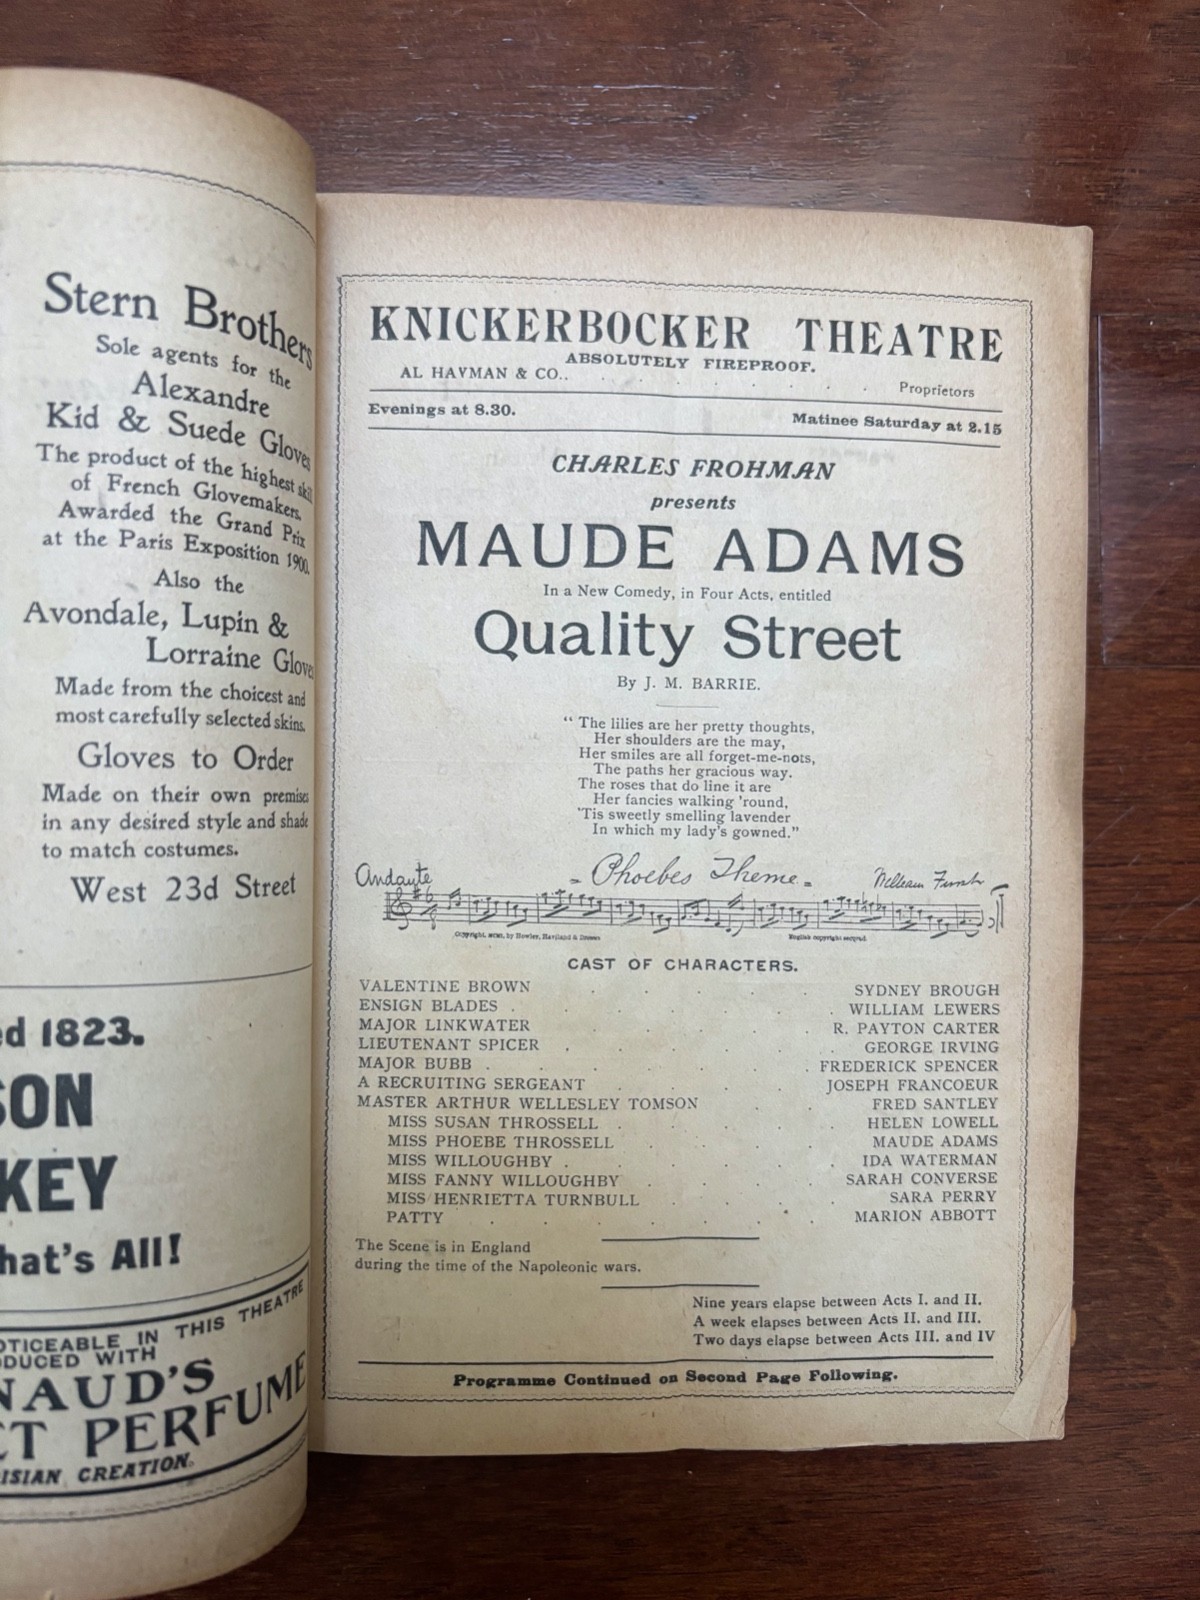 Stern Brothers
Sole agents for the
Alexandre
Kid & Suede Gloves
The product of the highest skil
of French Glovemakers.
Awarded the Grand Prix
at the Paris Exposition 1900.
Also the
Avondale, Lupin &
Lorraine Glove
Made from the choicest and
most carefully selected skins.
Gloves to Order
Made on their own premises
in any desired style and shade
to match costumes.
West 23d Street
ed 1823.
SON
KEY
hat's All!
OTICEABLE IN THIS THEATRE
ODUCED WITH
NAUD'S
ET PERFUME
ISIAN CREATION.
KNICKERBOCKER THEATRE
ABSOLUTELY FIREPROOF.
AL HAYMAN & CO.. . . . . . . . Proprietors
Evenings at 8.30. Matinee Saturday at 2.15
CHARLES FROHMAN
presents
MAUDE ADAMS
In a New Comedy, in Four Acts, entitled
Quality Street
By J. M. BARRIE.
" The lilies are her pretty thoughts,
Her shoulders are the may,
Her smiles are all forget-me-nots,
The paths her gracious way.
The roses that do line it are
Her fancies walking 'round,
'Tis sweetly smelling lavender
In which my lady's gowned."
Andante - Phoebes Theme - William Furst
Copyright, by Howley, Haviland & Dresser English copyright secured
CAST OF CHARACTERS.
VALENTINE BROWN . . . . SYDNEY BROUGH
ENSIGN BLADES . . . . . WILLIAM LEWERS
MAJOR LINKWATER . . . . R. PAYTON CARTER
LIEUTENANT SPICER . . . . GEORGE IRVING
MAJOR BUBB . . . . . FREDERICK SPENCER
A RECRUITING SERGEANT . . . JOSEPH FRANCOEUR
MASTER ARTHUR WELLESLEY TOMSON . . FRED SANTLEY
MISS SUSAN THROSSELL . . . . HELEN LOWELL
MISS PHOEBE THROSSELL . . . MAUDE ADAMS
MISS WILLOUGHBY . . . . . IDA WATERMAN
MISS FANNY WILLOUGHBY . . . SARAH CONVERSE
MISS HENRIETTA TURNBULL . . . SARA PERRY
PATTY . . . . . MARION ABBOTT
The Scene is in England
during the time of the Napoleonic wars.
Nine years elapse between Acts I. and II.
A week elapses between Acts II. and III.
Two days elapse between Acts III. and IV
Programme Continued on Second Page Following.